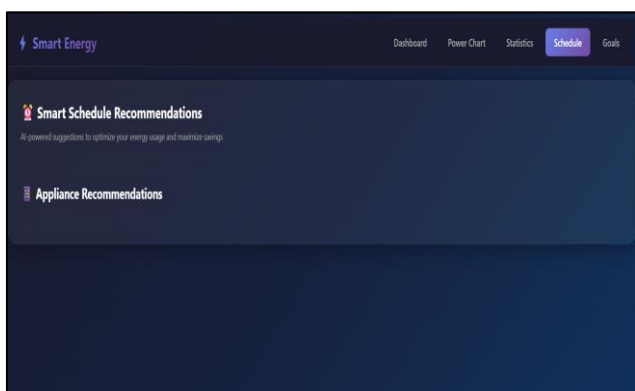 Smart Energy
Dashboard Power Chart Statistics Schedule Goals
Smart Schedule Recommendations
AI-powered suggestions to optimize your energy usage and maximize savings
Appliance Recommendations